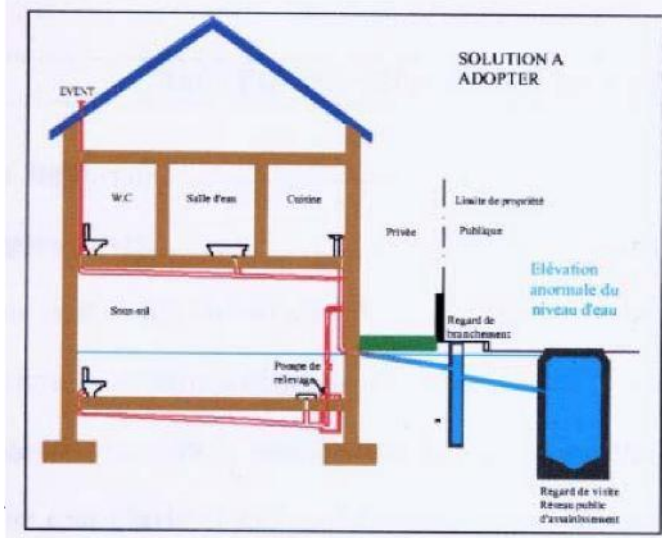 SOLUTION A
ADOPTER
EVENT
W.C
Salle d'eau
Cuisine
Limite de propriété
Privée
Publique
Elévation
anormale du
niveau d'eau
Sous-sol
Regard de
branchement
Pompe de
relevage
Regard de visite
Réseau public
d'assainissement